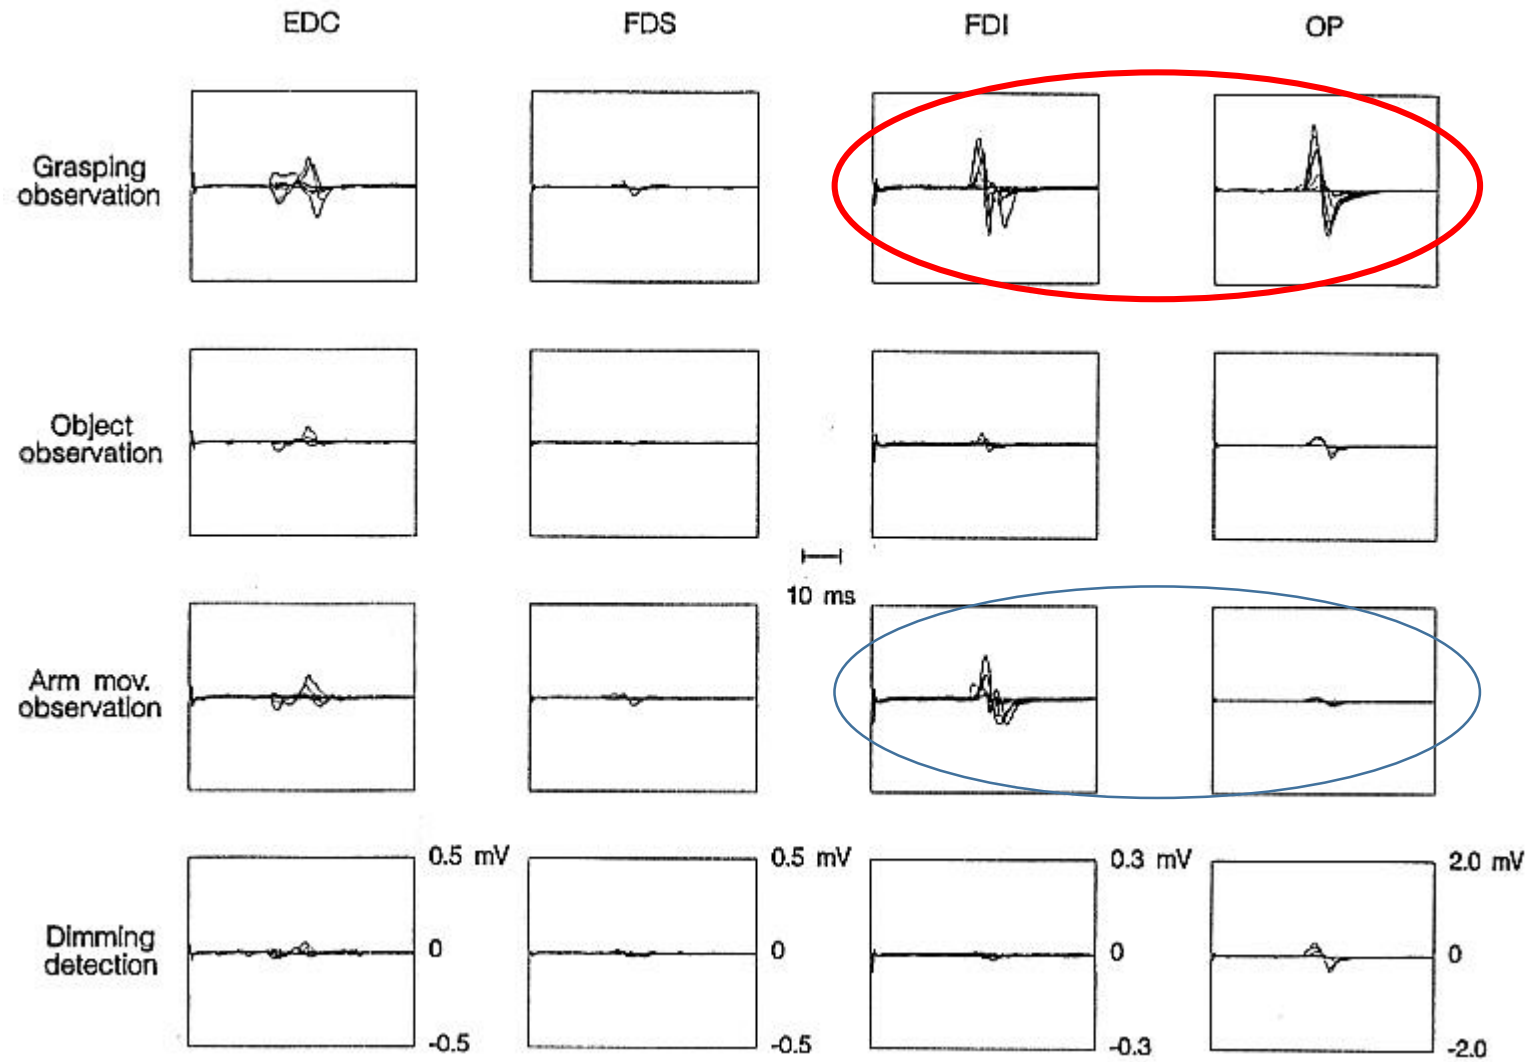 EDC FDS FDI OP
Grasping
observation
Object
observation
10 ms
Arm mov.
observation
0.5 mV 0.5 mV 0.3 mV 2.0 mV
Dimming
detection
0 0 0 0
-0.5 -0.5 -0.3 -2.0